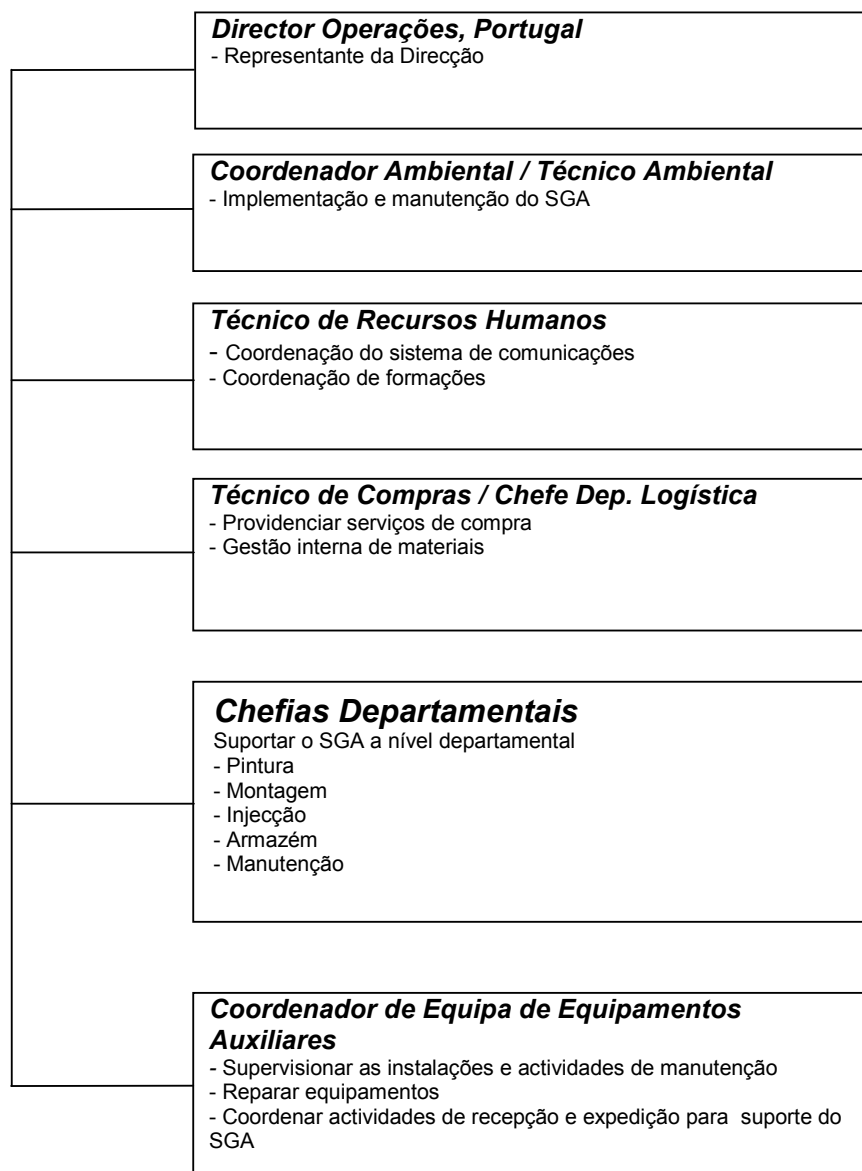 Director Operações, Portugal
- Representante da Direcção
Coordenador Ambiental / Técnico Ambiental
- Implementação e manutenção do SGA
Técnico de Recursos Humanos
- Coordenação do sistema de comunicações
- Coordenação de formações
Técnico de Compras / Chefe Dep. Logística
- Providenciar serviços de compra
- Gestão interna de materiais
Chefias Departamentais
Suportar o SGA a nível departamental
- Pintura
- Montagem
- Injecção
- Armazém
- Manutenção
Coordenador de Equipa de Equipamentos
Auxiliares
- Supervisionar as instalações e actividades de manutenção
- Reparar equipamentos
- Coordenar actividades de recepção e expedição para  suporte do
SGA